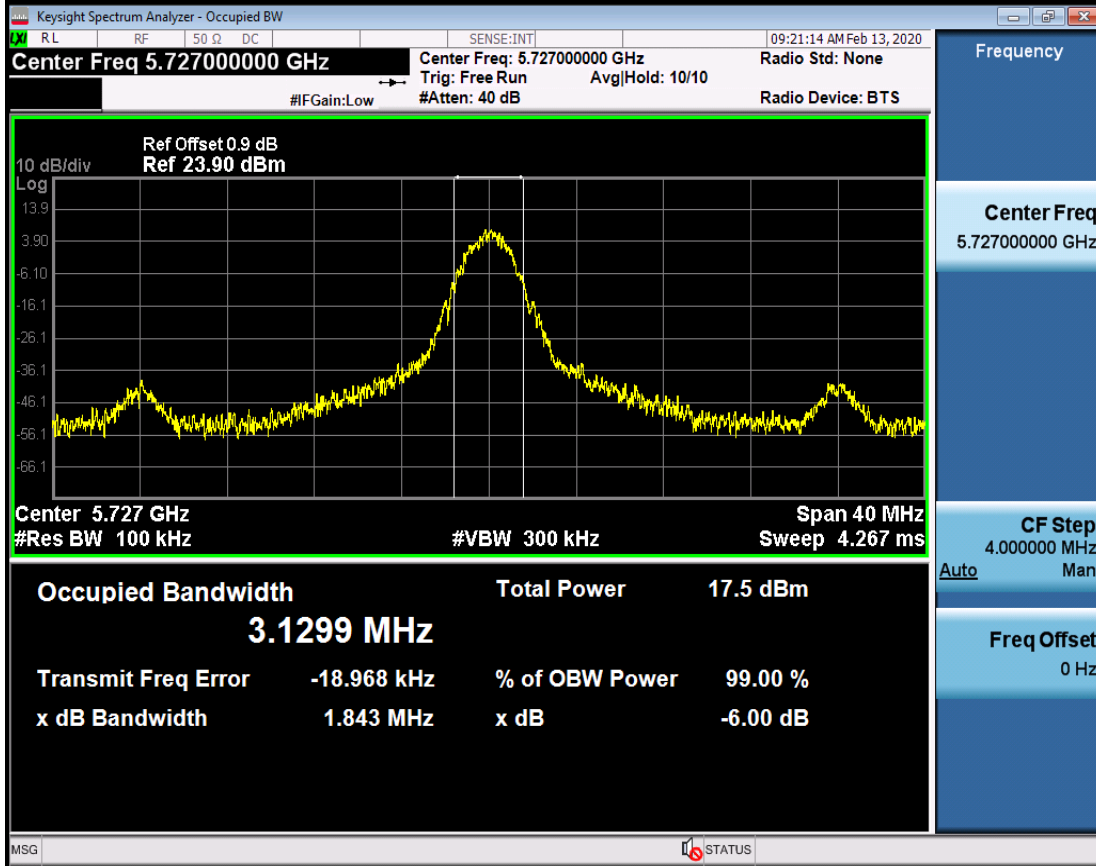 Keysight Spectrum Analyzer - Occupied BW
LXI RL RF 50 Ω DC SENSE:INT 09:21:14 AM Feb 13, 2020
Center Freq 5.727000000 GHz
#IFGain:Low
Center Freq: 5.727000000 GHz
Trig: Free Run Avg|Hold: 10/10
#Atten: 40 dB
Radio Std: None
Radio Device: BTS
Ref Offset 0.9 dB
10 dB/div Ref 23.90 dBm
Log
13.9
3.90
-6.10
-16.1
-26.1
-36.1
-46.1
-56.1
-66.1
Center 5.727 GHz Span 40 MHz
#Res BW 100 kHz #VBW 300 kHz Sweep 4.267 ms
Occupied Bandwidth Total Power 17.5 dBm
3.1299 MHz
Transmit Freq Error -18.968 kHz % of OBW Power 99.00 %
x dB Bandwidth 1.843 MHz x dB -6.00 dB
MSG STATUS
Frequency
Center Freq
5.727000000 GHz
CF Step
4.000000 MHz
Auto Man
Freq Offset
0 Hz